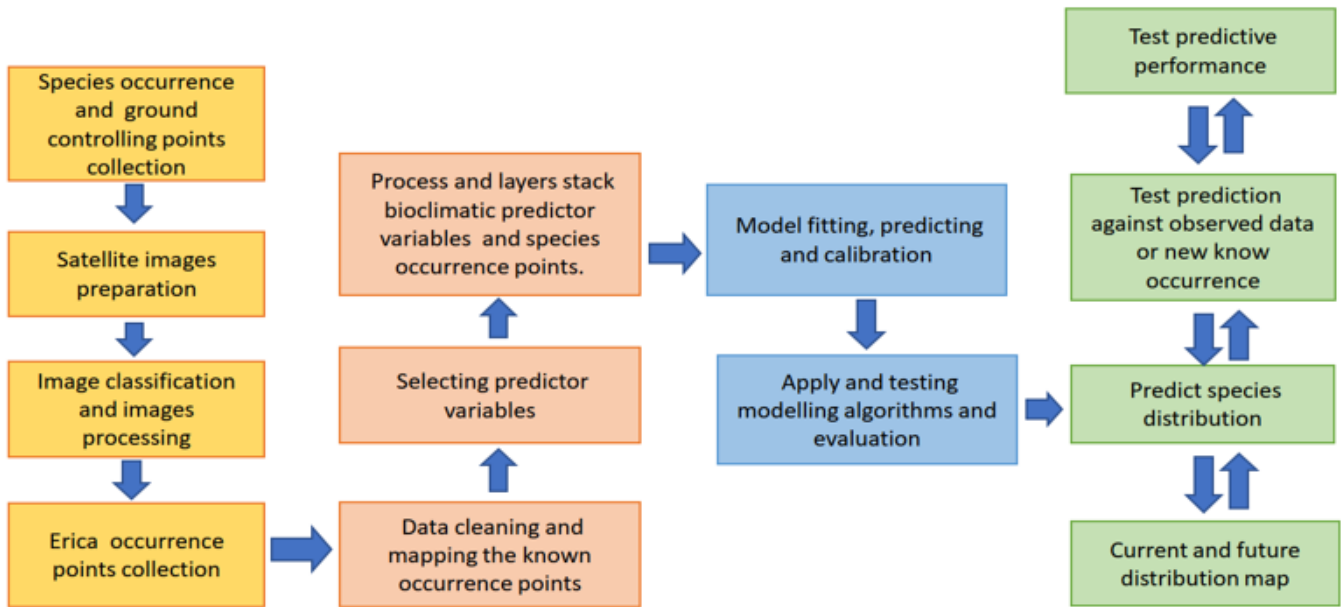 Species occurrence
and ground
controlling points
collection
Satellite images
preparation
Image classification
and images
processing
Erica occurrence
points collection
Data cleaning and
mapping the known
occurrence points
Selecting predictor
variables
Process and layers stack
bioclimatic predictor
variables and species
occurrence points.
Model fitting, predicting
and calibration
Apply and testing
modelling algorithms and
evaluation
Predict species
distribution
Test prediction
against observed data
or new know
occurrence
Test predictive
performance
Current and future
distribution map